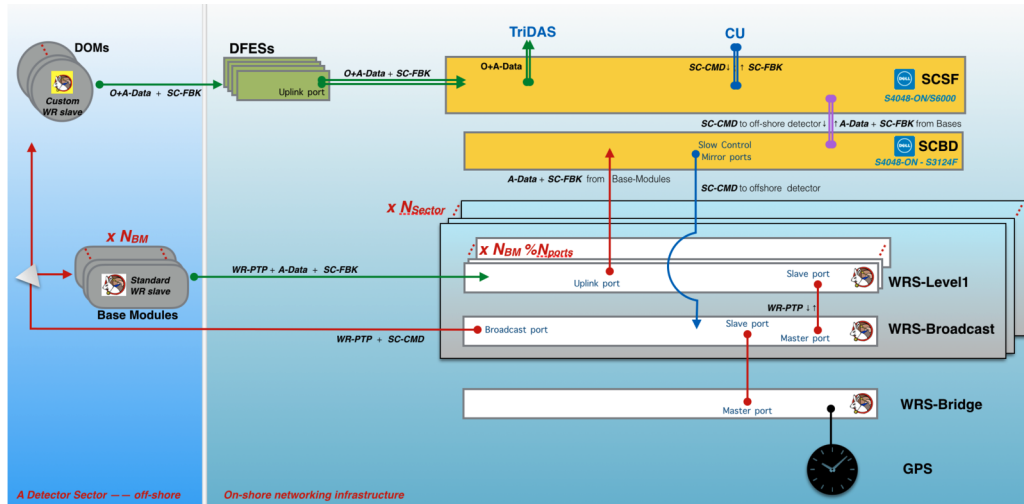 DOMs
Custom
WR slave
O+A-Data + SC-FBK
DFESs
Uplink port
O+A-Data + SC-FBK
TriDAS
O+A-Data
CU
SC-CMD↓ ↑ SC-FBK
DELL
SCSF
S4048-ON/S6000
SC-CMD to off-shore detector↓ ↑ A-Data + SC-FBK from Bases
Slow Control
Mirror ports
DELL
SCBD
S4048-ON - S3124F
A-Data + SC-FBK from Base-Modules
SC-CMD to offshore detector
x NSector
x NBM
x NBM %Nports
Standard
WR slave
Base Modules
WR-PTP + A-Data + SC-FBK
Uplink port
Slave port
WRS-Level1
WR-PTP ↓↑
Broadcast port
Slave port
Master port
WRS-Broadcast
WR-PTP + SC-CMD
Master port
WRS-Bridge
GPS
A Detector Sector —— off-shore
On-shore networking infrastructure